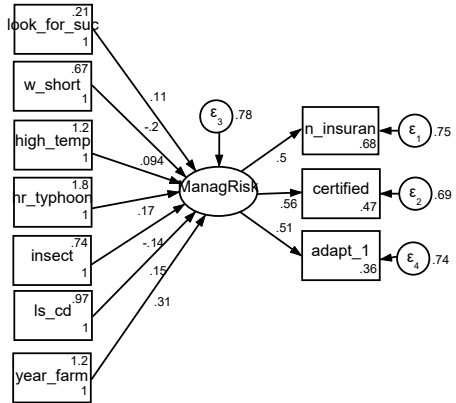 .21
look_for_suc
1
.67
w_short
1
1.2
high_temp
1
1.8
hr_typhoon
1
.74
insect
1
.97
ls_cd
1
1.2
year_farm
1
.11
-.2
.094
.17
-.14
.15
.31
ε3
.78
ManagRisk
.5
.56
.51
n_insuran
.68
ε1
.75
certified
.47
ε2
.69
adapt_1
.36
ε4
.74